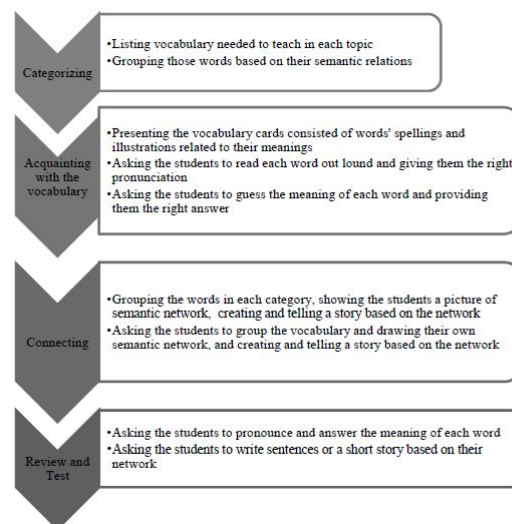 Categorizing
•Listing vocabulary needed to teach in each topic
•Grouping those words based on their semantic relations
Acquainting
with the
vocabulary
•Presenting the vocabulary cards consisted of words' spellings and
illustrations related to their meanings
•Asking the students to read each word out lound and giving them the right
pronunciation
•Asking the students to guess the meaning of each word and providing
them the right answer
Connecting
•Grouping the words in each category, showing the students a picture of
semantic network, creating and telling a story based on the network
•Asking the students to group the vocabulary and drawing their own
semantic network, and creating and telling a story based on the network
Review and
Test
•Asking the students to pronounce and answer the meaning of each word
•Asking the students to write sentences or a short story based on their
network